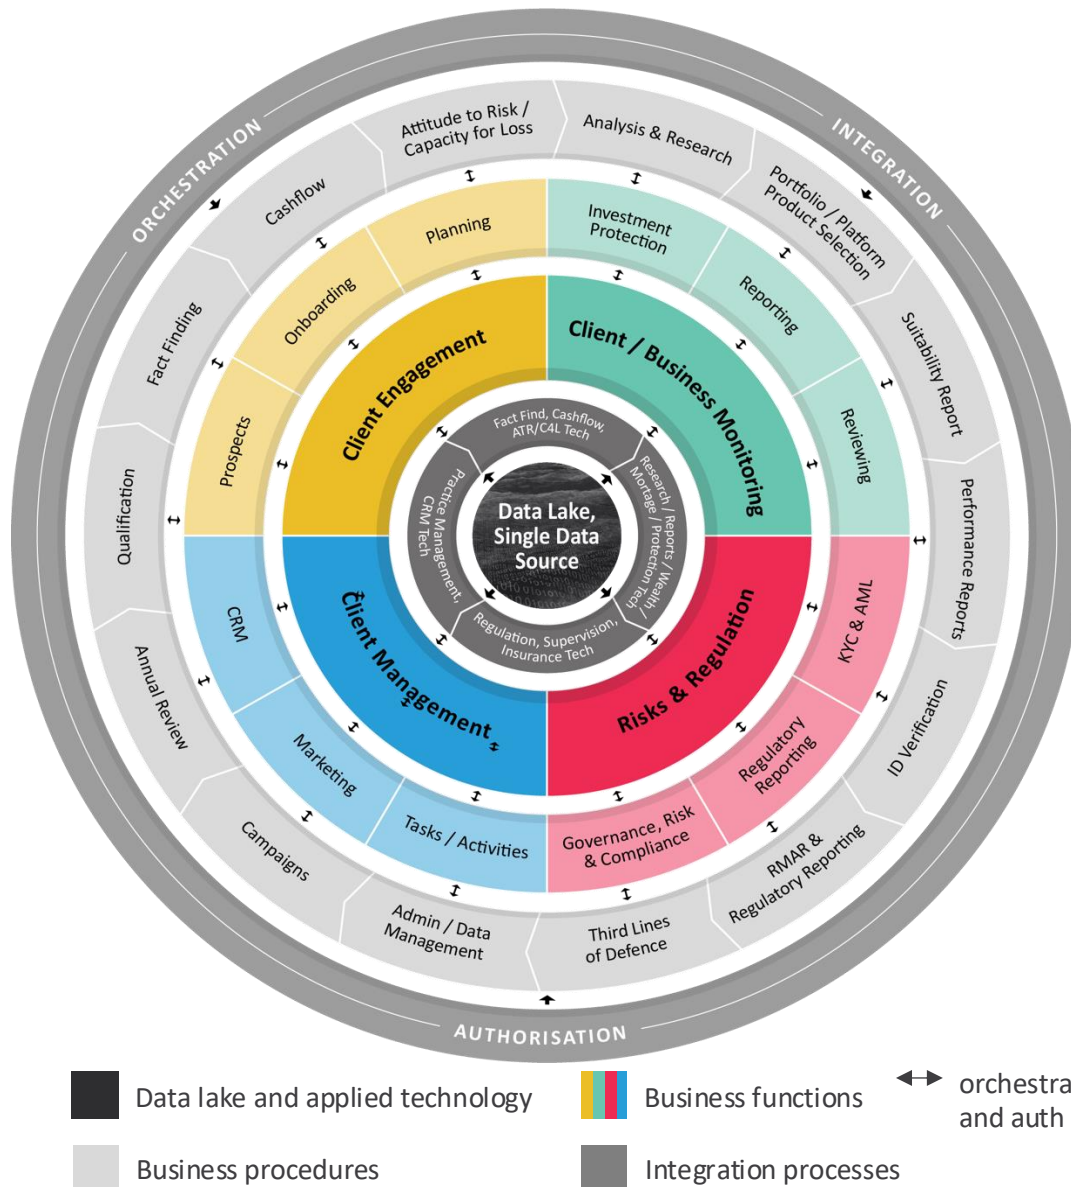 ORCHESTRATION
INTEGRATION
AUTHORISATION
Attitude to Risk /
Capacity for Loss
Analysis & Research
Portfolio / Platform
Product Selection
Suitability Report
Performance Reports
ID Verification
RMAR &
Regulatory Reporting
Third Lines
of Defence
Admin / Data
Management
Campaigns
Annual Review
Qualification
Fact Finding
Cashflow
Planning
Investment
Protection
Reporting
Reviewing
KYC & AML
Regulatory
Reporting
Governance, Risk
& Compliance
Tasks / Activities
Marketing
CRM
Prospects
Onboarding
Client Engagement
Client / Business Monitoring
Risks & Regulation
Client Management
Fact Find, Cashflow,
ATR/C4L Tech
Research / Reports / Wealth /
Mortage / Protection Tech
Regulation, Supervision,
Insurance Tech
Practice Management,
CRM Tech
Data Lake,
Single Data
Source
Data lake and applied technology
Business functions
orchestra
and auth
Business procedures
Integration processes